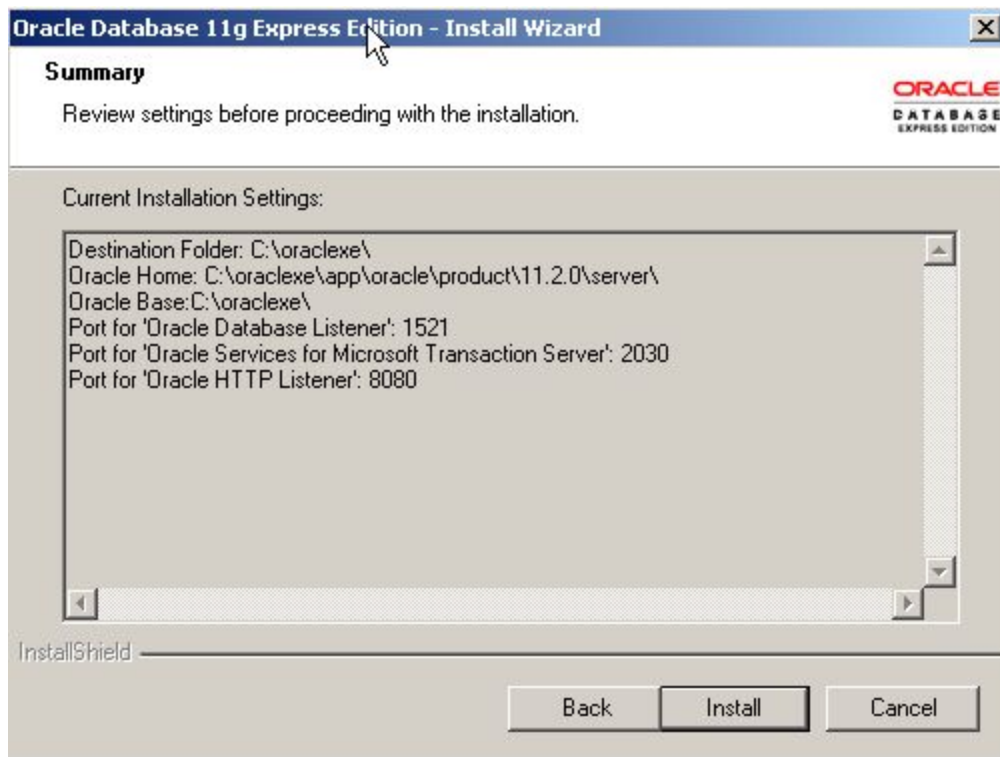 Oracle Database 11g Express Edition - Install Wizard
Summary
Review settings before proceeding with the installation.
ORACLE
DATABASE
EXPRESS EDITION
Current Installation Settings:
Destination Folder: C:\oraclexe\
Oracle Home: C:\oraclexe\app\oracle\product\11.2.0\server\
Oracle Base:C:\oraclexe\
Port for 'Oracle Database Listener': 1521
Port for 'Oracle Services for Microsoft Transaction Server': 2030
Port for 'Oracle HTTP Listener': 8080
InstallShield
Back Install Cancel